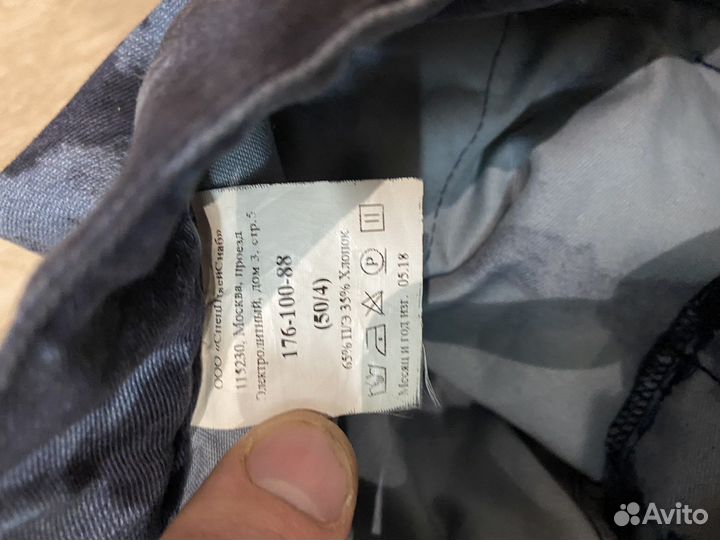 ООО «СпецПлейСнаб»
115230, Москва, проезд
Электролитный, дом 3, стр.5
176-100-88
(50/4)
65% П/Э 35% Хлопок
P
Месяц и год изг. 05.18
Avito